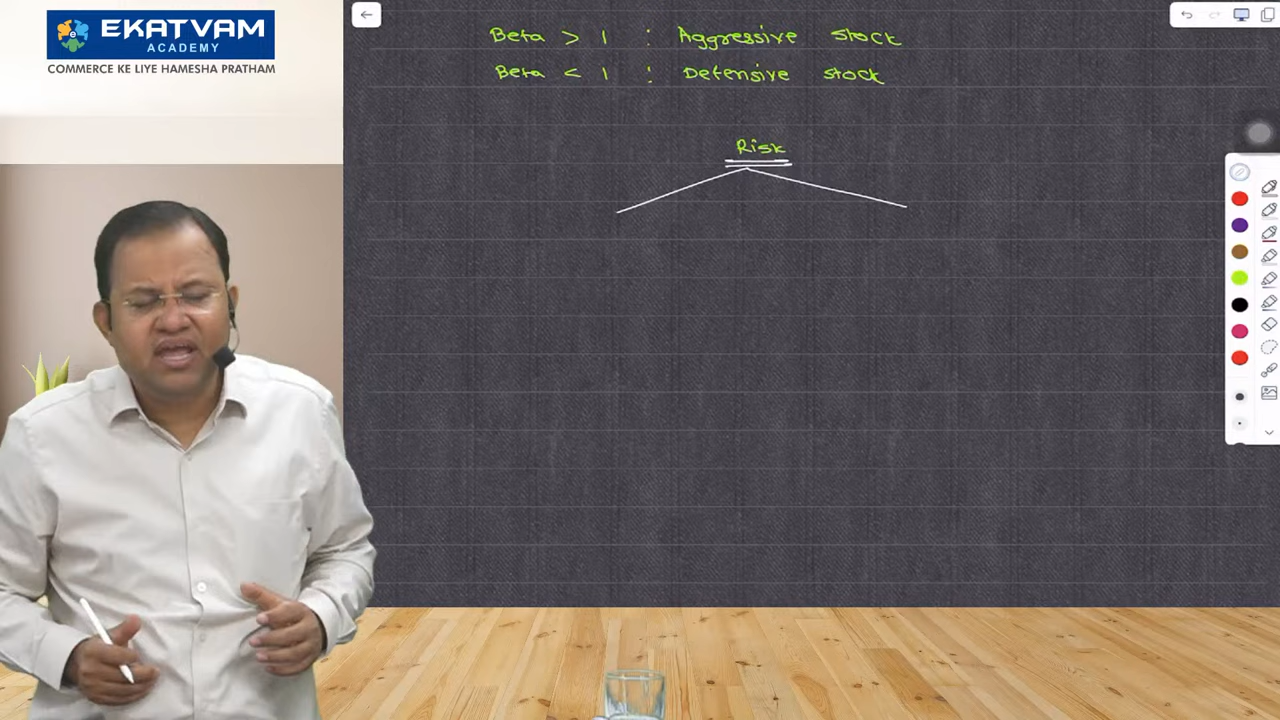 EKATVAM
ACADEMY
COMMERCE KE LIYE HAMESHA PRATHAM
Beta > 1 : Aggressive stock
Beta < 1 : Defensive stock
Risk